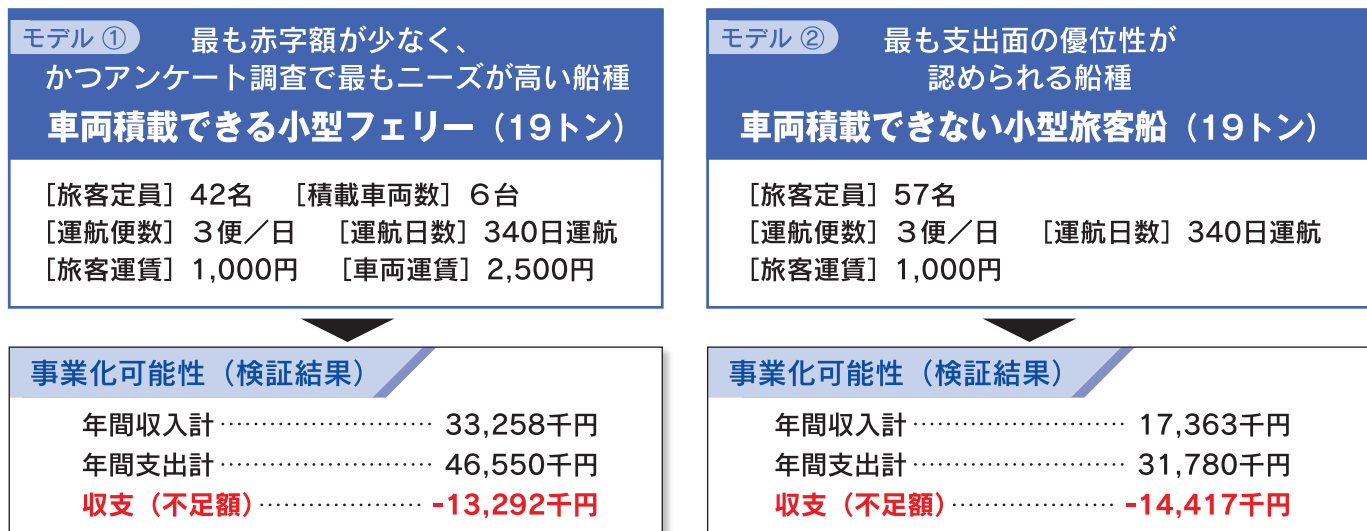 モデル ①
最も赤字額が少なく、
かつアンケート調査で最もニーズが高い船種
車両積載できる小型フェリー（19トン）
［旅客定員］42名　［積載車両数］６台
［運航便数］３便／日　［運航日数］340日運航
［旅客運賃］1,000円　［車両運賃］2,500円
事業化可能性（検証結果）
年間収入計…………………… 33,258千円
年間支出計…………………… 46,550千円
収支（不足額）……………… -13,292千円
モデル ②
最も支出面の優位性が
認められる船種
車両積載できない小型旅客船（19トン）
［旅客定員］57名
［運航便数］３便／日　［運航日数］340日運航
［旅客運賃］1,000円
事業化可能性（検証結果）
年間収入計…………………… 17,363千円
年間支出計…………………… 31,780千円
収支（不足額）……………… -14,417千円